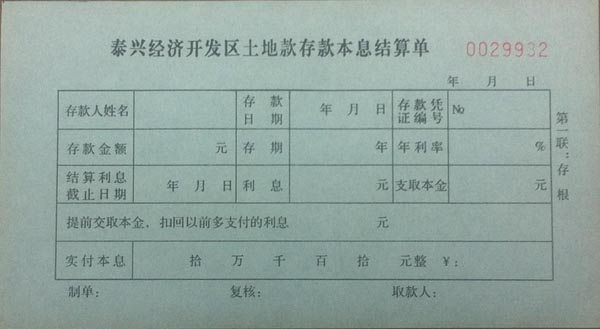 泰兴经济开发区土地款存款本息结算单 0029932
年 月 日
存款人姓名 存款日期 年 月 日 存款凭证编号 No
存款金额 元 存期 年 年利率 %
结算利息截止日期 年 月 日 利息 元 支取本金 元
提前交取本金，扣回以前多支付的利息 元
实付本息 拾 万 千 百 拾 元整 ¥：
制单： 复核： 取款人：
第一联：存根